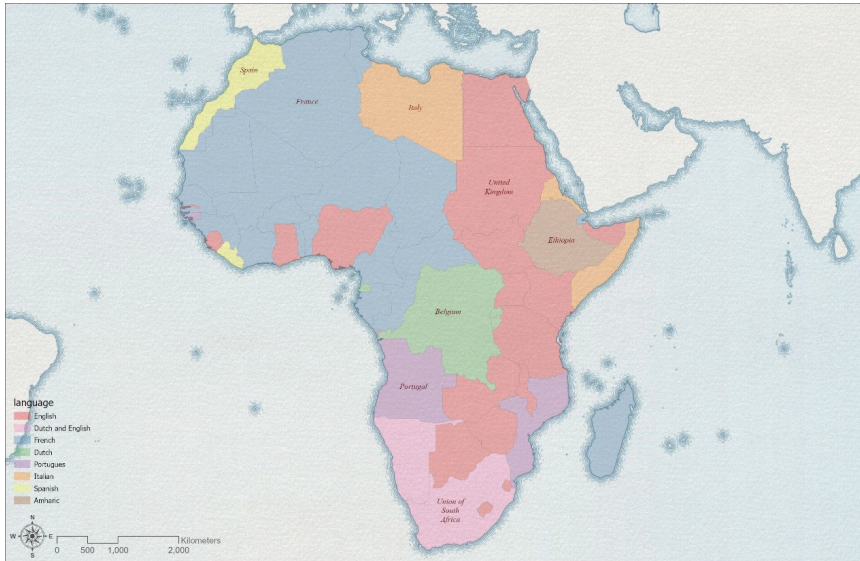 Spain
France
Italy
United
Kingdom
Ethiopia
Belgium
Portugal
Union of
South
Africa
language
English
Dutch and English
French
Dutch
Portugues
Italian
Spanish
Amharic
N
W
E
S
0
500
1,000
2,000
Kilometers